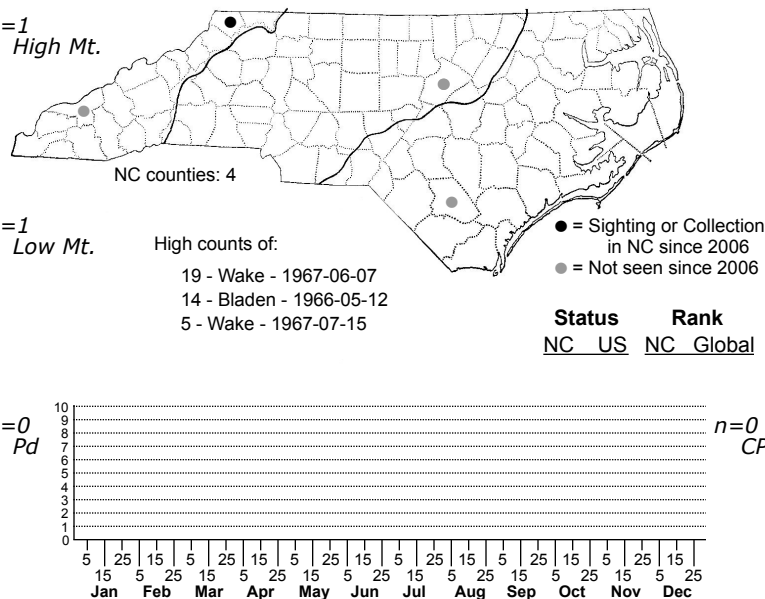 =1
High Mt.
NC counties: 4
=1
Low Mt.
High counts of:
19 - Wake - 1967-06-07
14 - Bladen - 1966-05-12
5 - Wake - 1967-07-15
● = Sighting or Collection
in NC since 2006
● = Not seen since 2006
Status Rank
NC US NC Global
=0
Pd
n=0
CP
10
9
8
7
6
5
4
3
2
1
0
5 25 15 5 25 15 5 25 15 5 25 15 5 25 15 5 25 15
15 5 25 15 5 25 15 5 25 15 5 25 15 5 25 15 5 25
Jan Feb Mar Apr May Jun Jul Aug Sep Oct Nov Dec